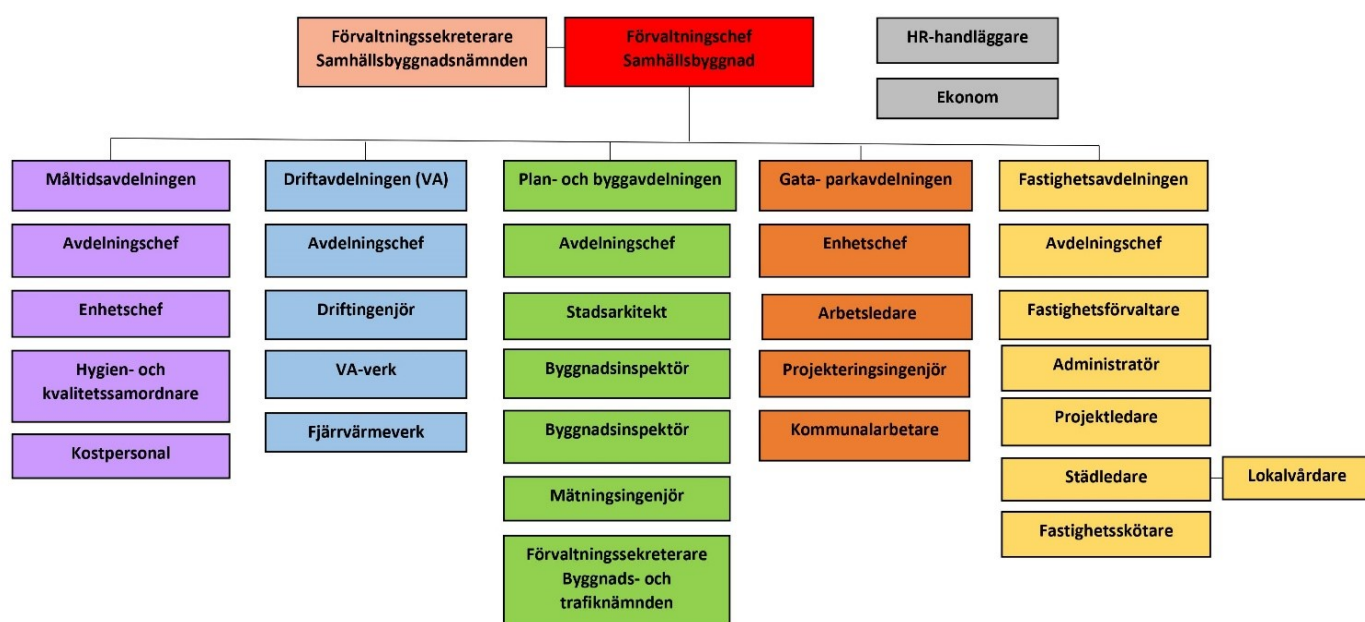 Förvaltningssekreterare
Samhällsbyggnadsnämnden
Förvaltningschef
Samhällsbyggnad
HR-handläggare
Ekonom
Måltidsavdelningen
Avdelningschef
Enhetschef
Hygien- och
kvalitetssamordnare
Kostpersonal
Driftavdelningen (VA)
Avdelningschef
Driftingenjör
VA-verk
Fjärrvärmeverk
Plan- och byggavdelningen
Avdelningschef
Stadsarkitekt
Byggnadsinspektör
Byggnadsinspektör
Mätningsingenjör
Förvaltningssekreterare
Byggnads- och
trafiknämnden
Gata- parkavdelningen
Enhetschef
Arbetsledare
Projekteringsingenjör
Kommunalarbetare
Fastighetsavdelningen
Avdelningschef
Fastighetsförvaltare
Administratör
Projektledare
Städledare
Lokalvårdare
Fastighetsskötare